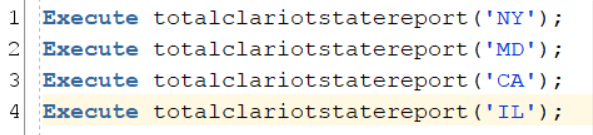 1 Execute totalclariotstatereport('NY');
2 Execute totalclariotstatereport('MD');
3 Execute totalclariotstatereport('CA');
4 Execute totalclariotstatereport('IL');